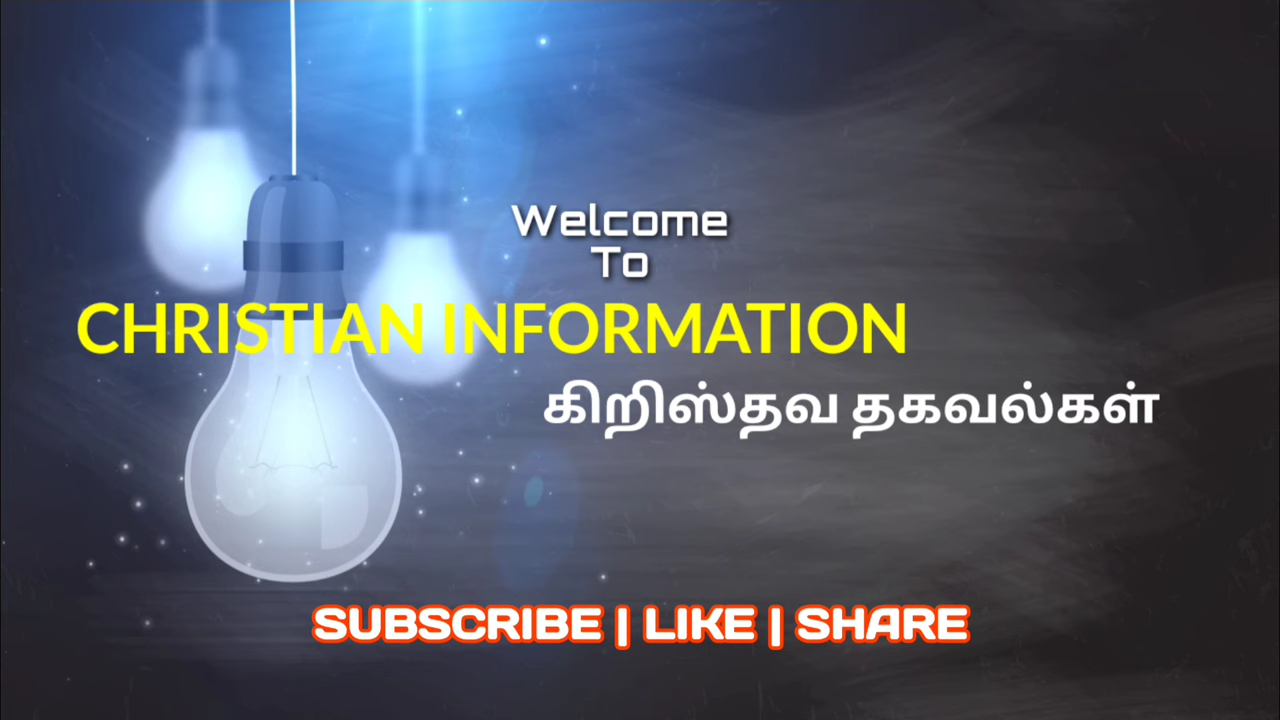 Welcome
To
CHRISTIAN INFORMATION
கிறிஸ்தவ தகவல்கள்
SUBSCRIBE | LIKE | SHARE